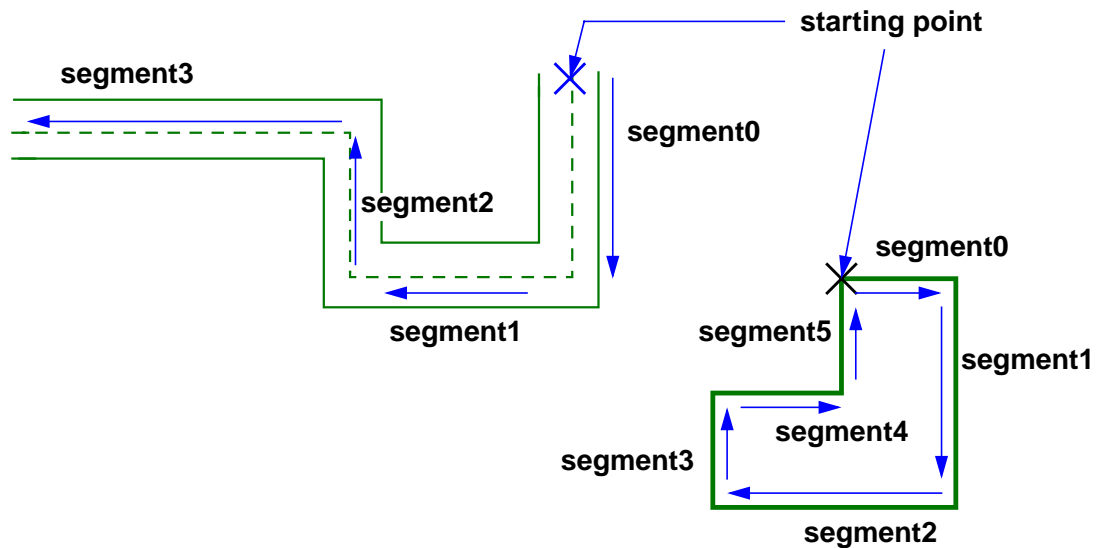 starting point
segment3
segment0
segment2
segment0
segment1
segment5
segment1
segment4
segment3
segment2